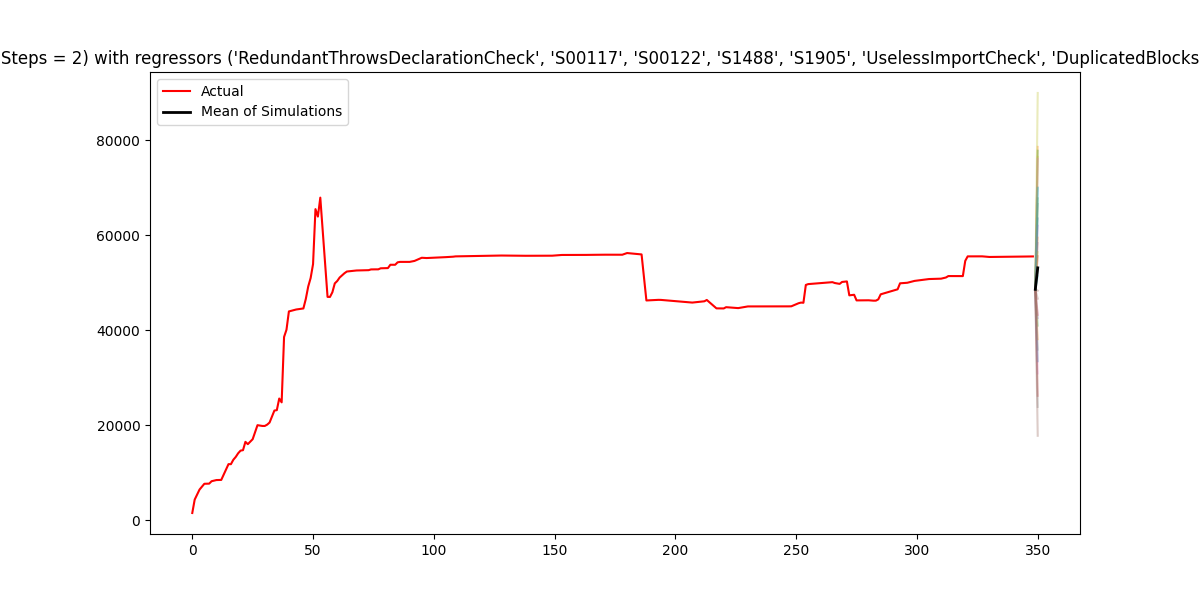 Steps = 2) with regressors ('RedundantThrowsDeclarationCheck', 'S00117', 'S00122', 'S1488', 'S1905', 'UselessImportCheck', 'DuplicatedBlocks
Actual
Mean of Simulations
80000
60000
40000
20000
0
0 50 100 150 200 250 300 350